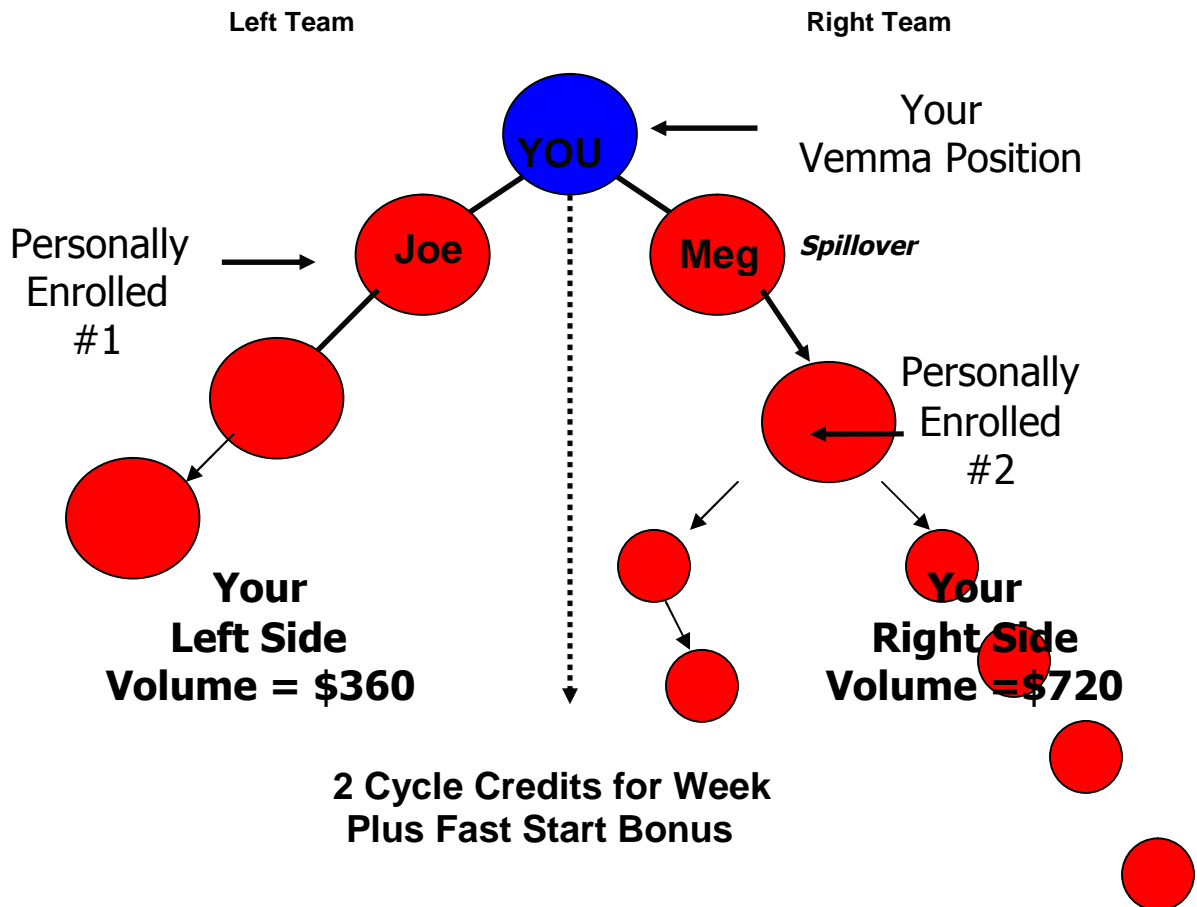 Left Team
Right Team
YOU
Your
Vemma Position
Personally
Enrolled
#1
Joe
Meg
Spillover
Personally
Enrolled
#2
Your
Left Side
Volume = $360
Your
Right Side
Volume =$720
2 Cycle Credits for Week
Plus Fast Start Bonus